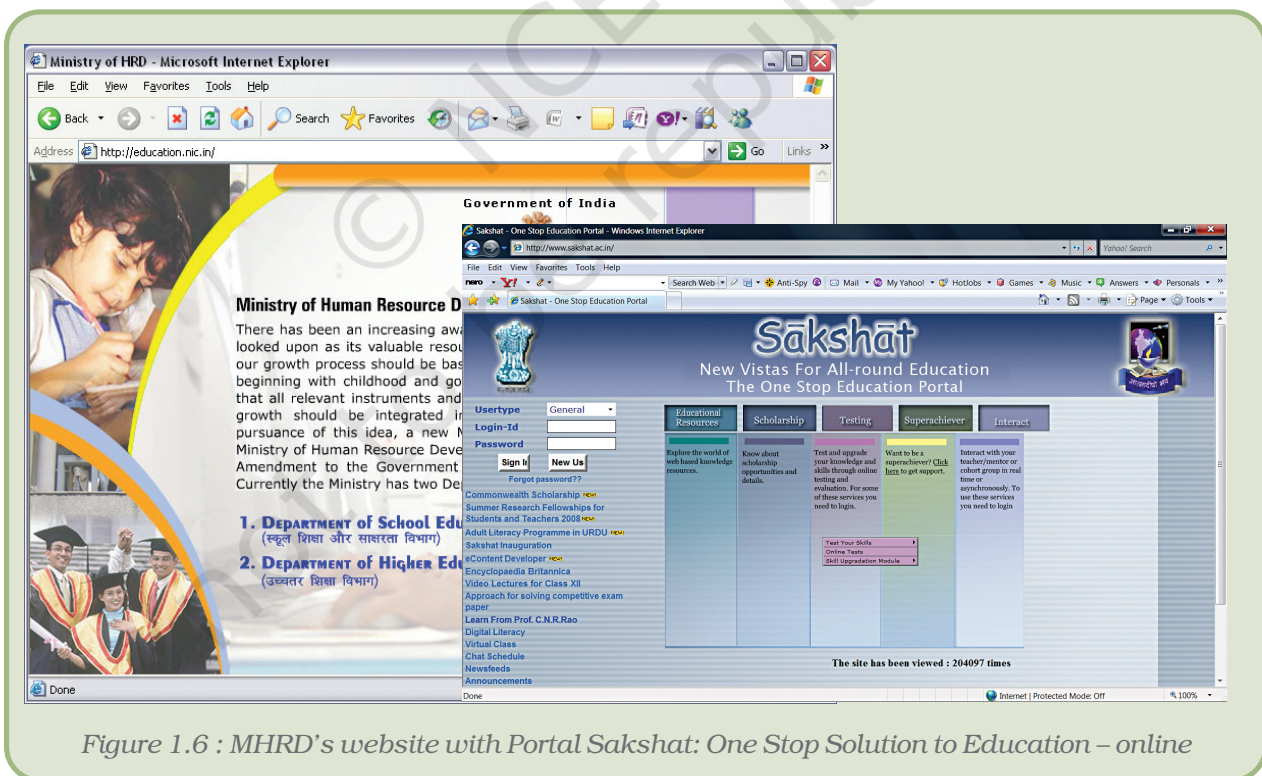 Ministry of HRD - Microsoft Internet Explorer
File Edit View Favorites Tools Help
Back Search Favorites
Address http://education.nic.in/ Go Links »
Government of India
Ministry of Human Resource D
There has been an increasing awa
looked upon as its valuable resou
our growth process should be bas
beginning with childhood and go
that all relevant instruments and
growth should be integrated i
pursuance of this idea, a new
Ministry of Human Resource Deve
Amendment to the Government
Currently the Ministry has two De
1. Department of School Edu
(स्कूल शिक्षा और साक्षरता विभाग)
2. Department of Higher Edu
(उच्चतर शिक्षा विभाग)
Done
Sakshat - One Stop Education Portal - Windows Internet Explorer
http://www.sakshat.ac.in/ Yahoo! Search
File Edit View Favorites Tools Help
nero Y! Search Web Anti-Spy Mail My Yahoo! HotJobs Games Music Answers Personals »
Sakshat - One Stop Education Portal Page Tools
Sākshāt
New Vistas For All-round Education
The One Stop Education Portal
Usertype General
Login-Id
Password
Sign In New Us
Forgot password??
Commonwealth Scholarship NEW!
Summer Research Fellowships for
Students and Teachers 2008 NEW!
Adult Literacy Programme in URDU NEW!
Sakshat Inauguration
eContent Developer NEW!
Encyclopaedia Britannica
Video Lectures for Class XII
Approach for solving competitive exam
paper
Learn From Prof. C.N.R.Rao
Digital Literacy
Virtual Class
Chat Schedule
Newsfeeds
Announcements
Educational
Resources
Scholarship
Testing
Superachiever
Interact
Explore the world of
web based knowledge
resources.
Know about
scholarship
opportunities and
details.
Test and upgrade
your knowledge and
skills through online
testing and
evaluation. For some
of these services you
need to login.
Want to be a
superachiever? Click
here to get support.
Interact with your
teacher/mentor or
cohort group in real
time or
asynchronously. To
use these services
you need to login
Test Your Skills
Online Tests
Skill Upgradation Module
The site has been viewed : 204097 times
Done Internet | Protected Mode: Off 100%
Figure 1.6 : MHRD's website with Portal Sakshat: One Stop Solution to Education – online